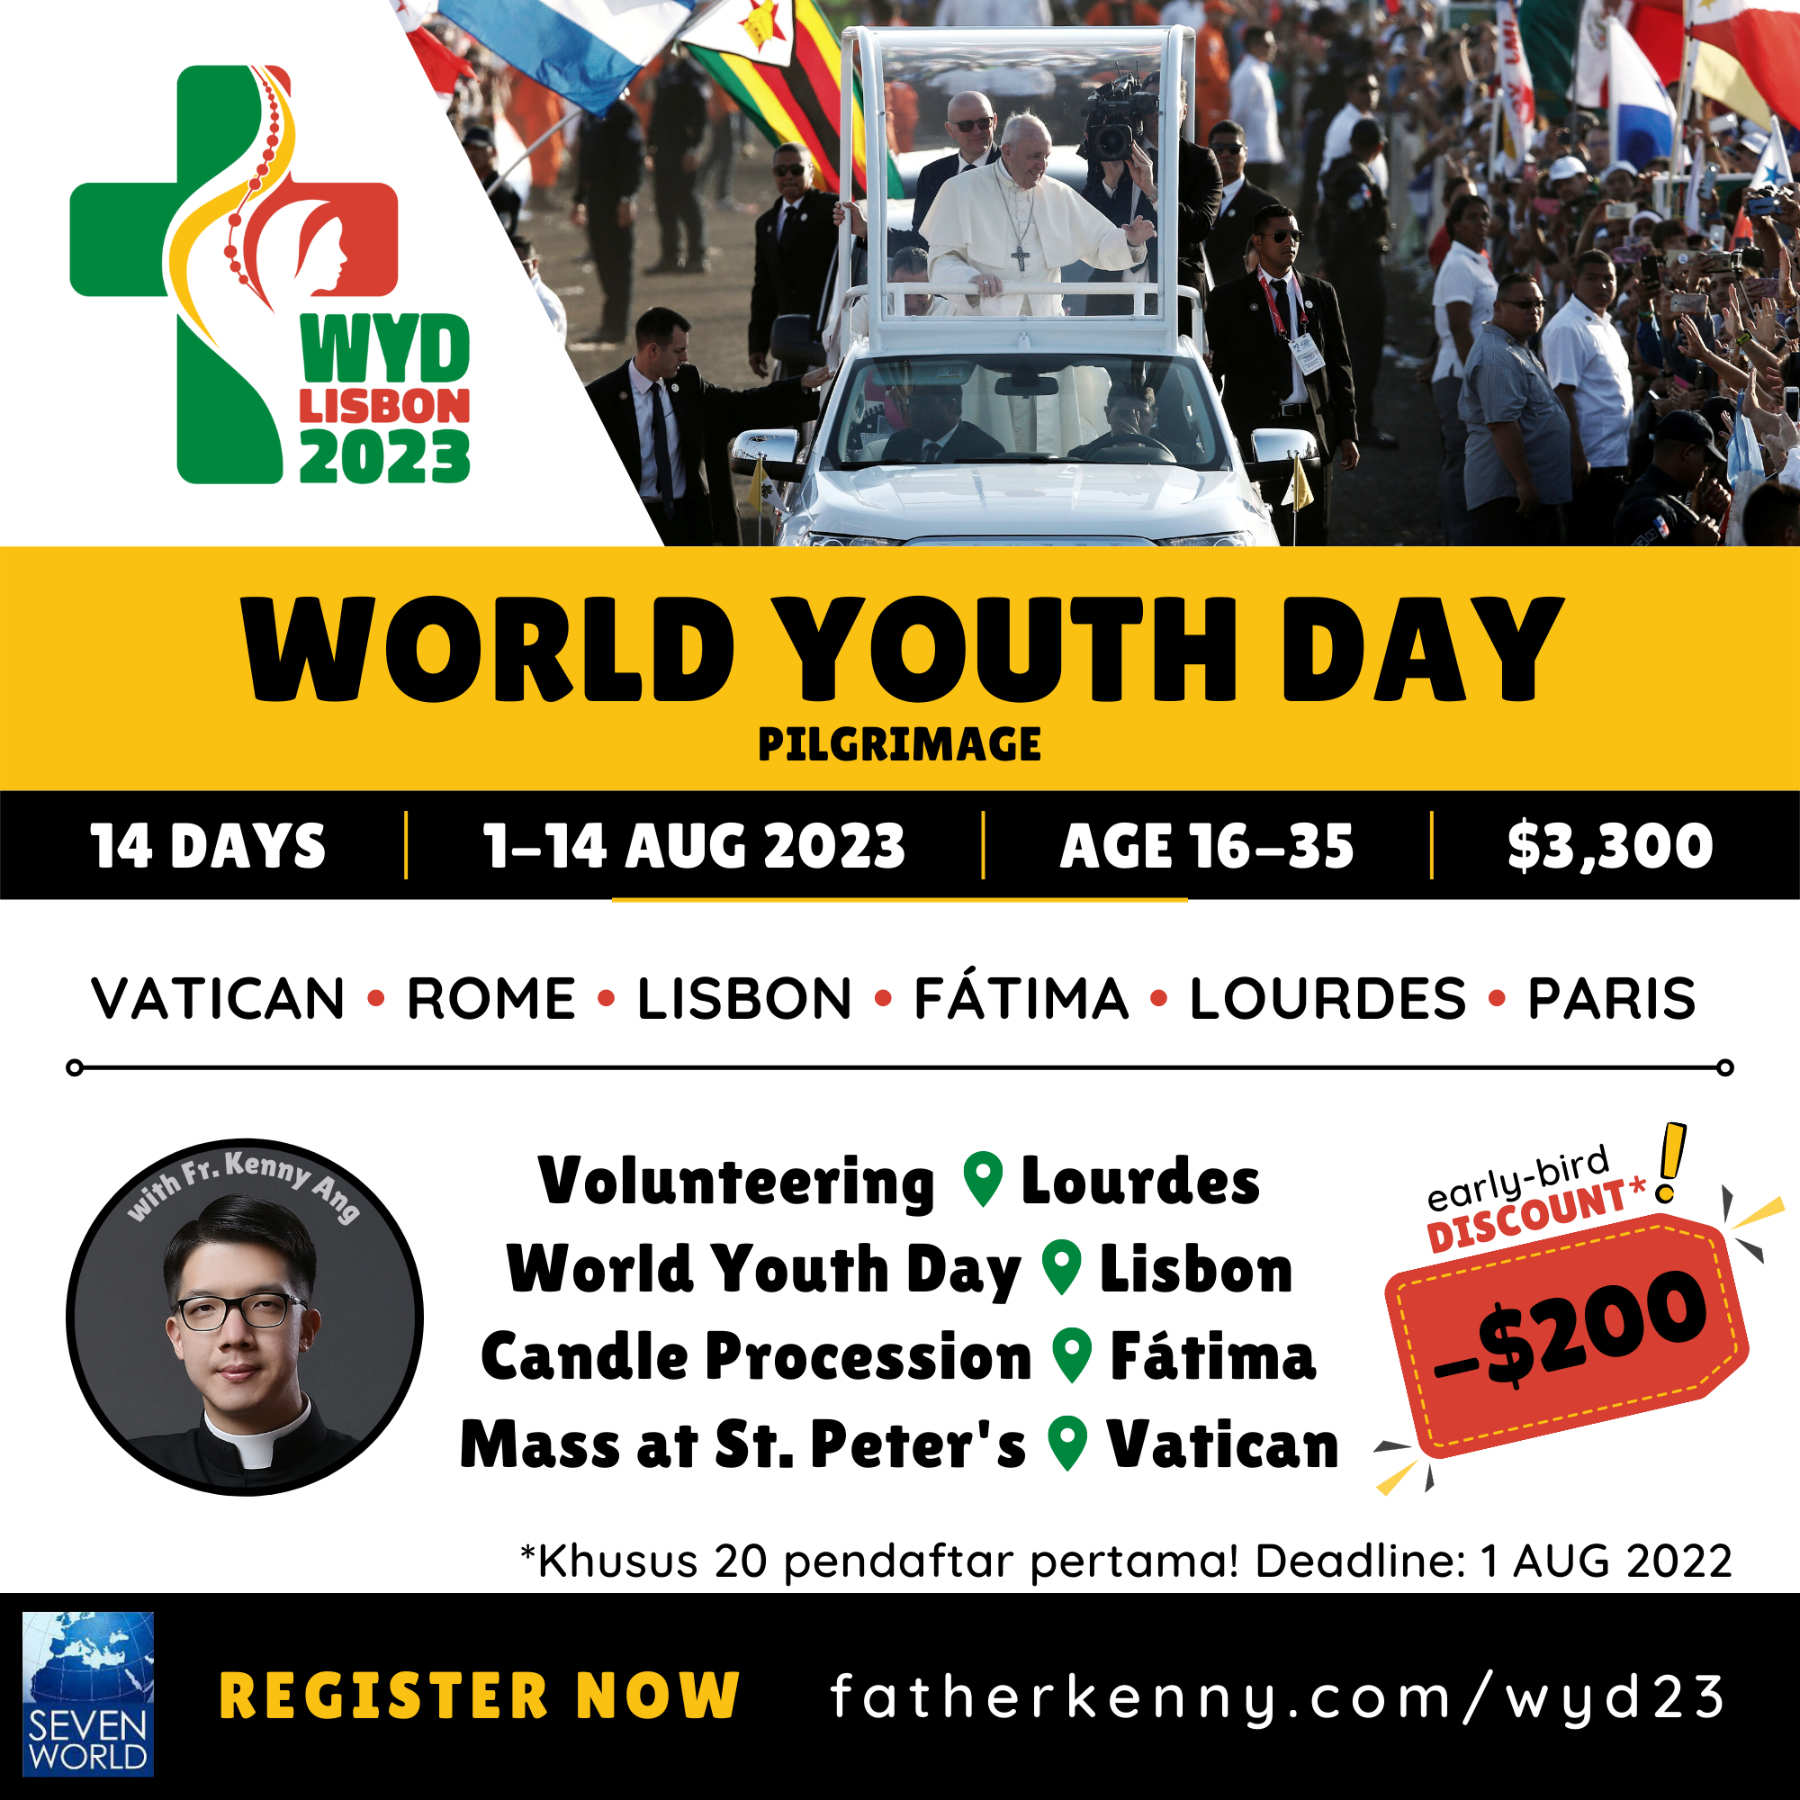 WYD
LISBON
2023
WORLD YOUTH DAY
PILGRIMAGE
14 DAYS
1–14 AUG 2023
AGE 16–35
$3,300
VATICAN • ROME • LISBON • FÁTIMA • LOURDES • PARIS
with Fr. Kenny Ang
Volunteering Lourdes
World Youth Day Lisbon
Candle Procession Fátima
Mass at St. Peter's Vatican
early-bird
DISCOUNT*!
–$200
*Khusus 20 pendaftar pertama! Deadline: 1 AUG 2022
SEVEN
WORLD
REGISTER NOW
fatherkenny.com/wyd23